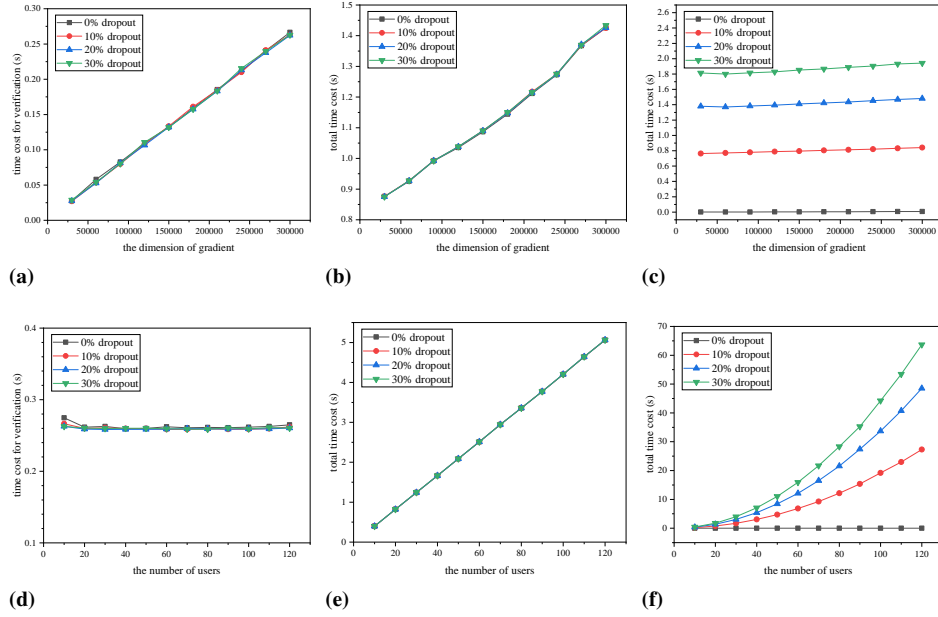 0.30
0.25
0.20
0.15
0.10
0.05
0.00
time cost for verification (s)
0% dropout
10% dropout
20% dropout
30% dropout
0 50000 100000 150000 200000 250000 300000
the dimension of gradient
(a)
1.5
1.4
1.3
1.2
1.1
1.0
0.9
0.8
total time cost (s)
0% dropout
10% dropout
20% dropout
30% dropout
0 50000 100000 150000 200000 250000 300000
the dimension of gradient
(b)
2.6
2.4
2.2
2.0
1.8
1.6
1.4
1.2
1.0
0.8
0.6
0.4
0.2
0.0
total time cost (s)
0% dropout
10% dropout
20% dropout
30% dropout
0 50000 100000 150000 200000 250000 300000
the dimension of gradient
(c)
0.4
0.3
0.2
0.1
time cost for verification (s)
0% dropout
10% dropout
20% dropout
30% dropout
0 20 40 60 80 100 120
the number of users
(d)
5
4
3
2
1
0
total time cost (s)
0% dropout
10% dropout
20% dropout
30% dropout
0 20 40 60 80 100 120
the number of users
(e)
70
60
50
40
30
20
10
0
total time cost (s)
0% dropout
10% dropout
20% dropout
30% dropout
0 20 40 60 80 100 120
the number of users
(f)